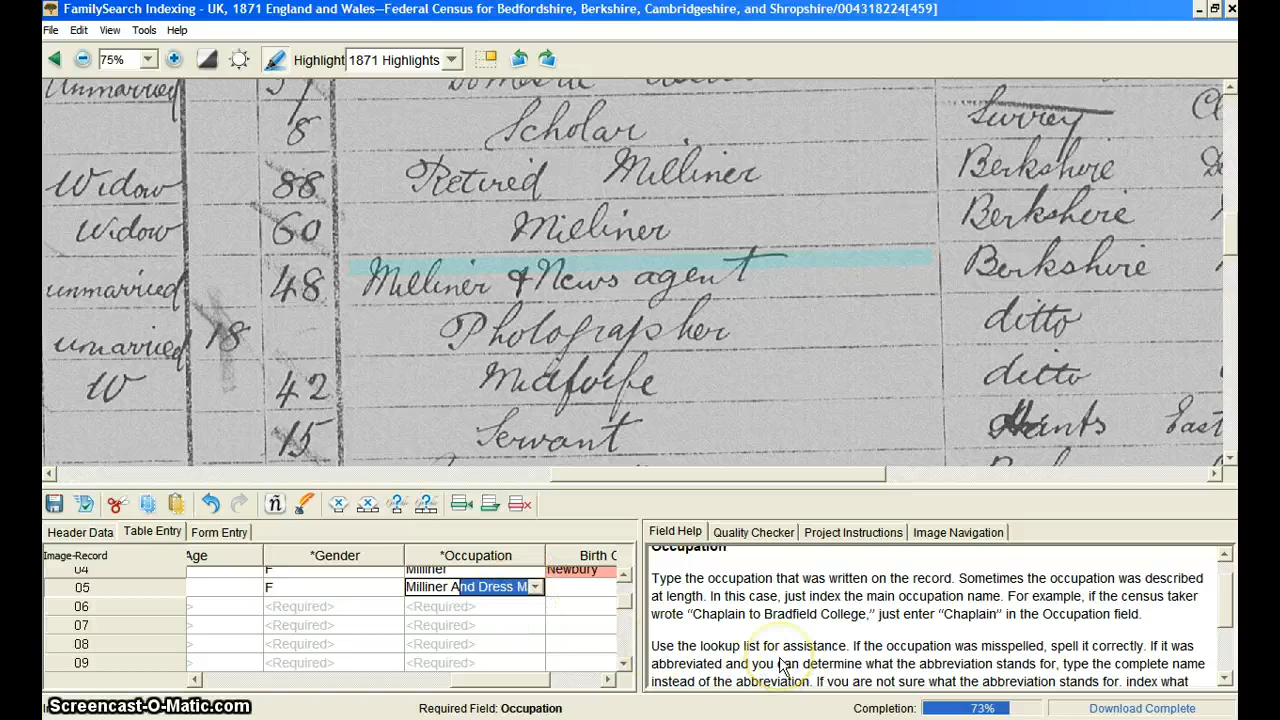 FamilySearch Indexing - UK, 1871 England and Wales—Federal Census for Bedfordshire, Berkshire, Cambridgeshire, and Shropshire/004318224[459]
File Edit View Tools Help
75% Highlight 1871 Highlights
Unmarried
8 Scholar Surrey
Widow 88 Retired Milliner Berkshire
Widow 60 Milliner Berkshire
unmarried 48 Milliner & News agent Berkshire
unmarried 18 Photographer ditto
W 42 Midwife ditto
15 Servant Hants East
Header Data Table Entry Form Entry
Image-Record Age *Gender *Occupation Birth C
04 F Milliner Newbury
05 F Milliner And Dress M
06 > <Required> <Required>
07 > <Required> <Required>
08 > <Required> <Required>
09 > <Required> <Required>
Field Help Quality Checker Project Instructions Image Navigation
Occupation
Type the occupation that was written on the record. Sometimes the occupation was described
at length. In this case, just index the main occupation name. For example, if the census taker
wrote “Chaplain to Bradfield College,” just enter “Chaplain” in the Occupation field.
Use the lookup list for assistance. If the occupation was misspelled, spell it correctly. If it was
abbreviated and you can determine what the abbreviation stands for, type the complete name
instead of the abbreviation. If you are not sure what the abbreviation stands for, index what
Screencast-O-Matic.com
Required Field: Occupation
Completion: 73% Download Complete